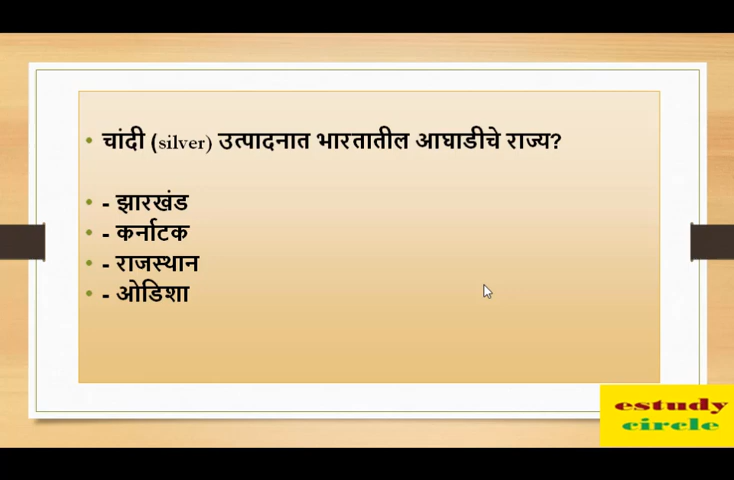 • चांदी (silver) उत्पादनात भारतातील आघाडीचे राज्य?
• - झारखंड
• - कर्नाटक
• - राजस्थान
• - ओडिशा
estudy
circle